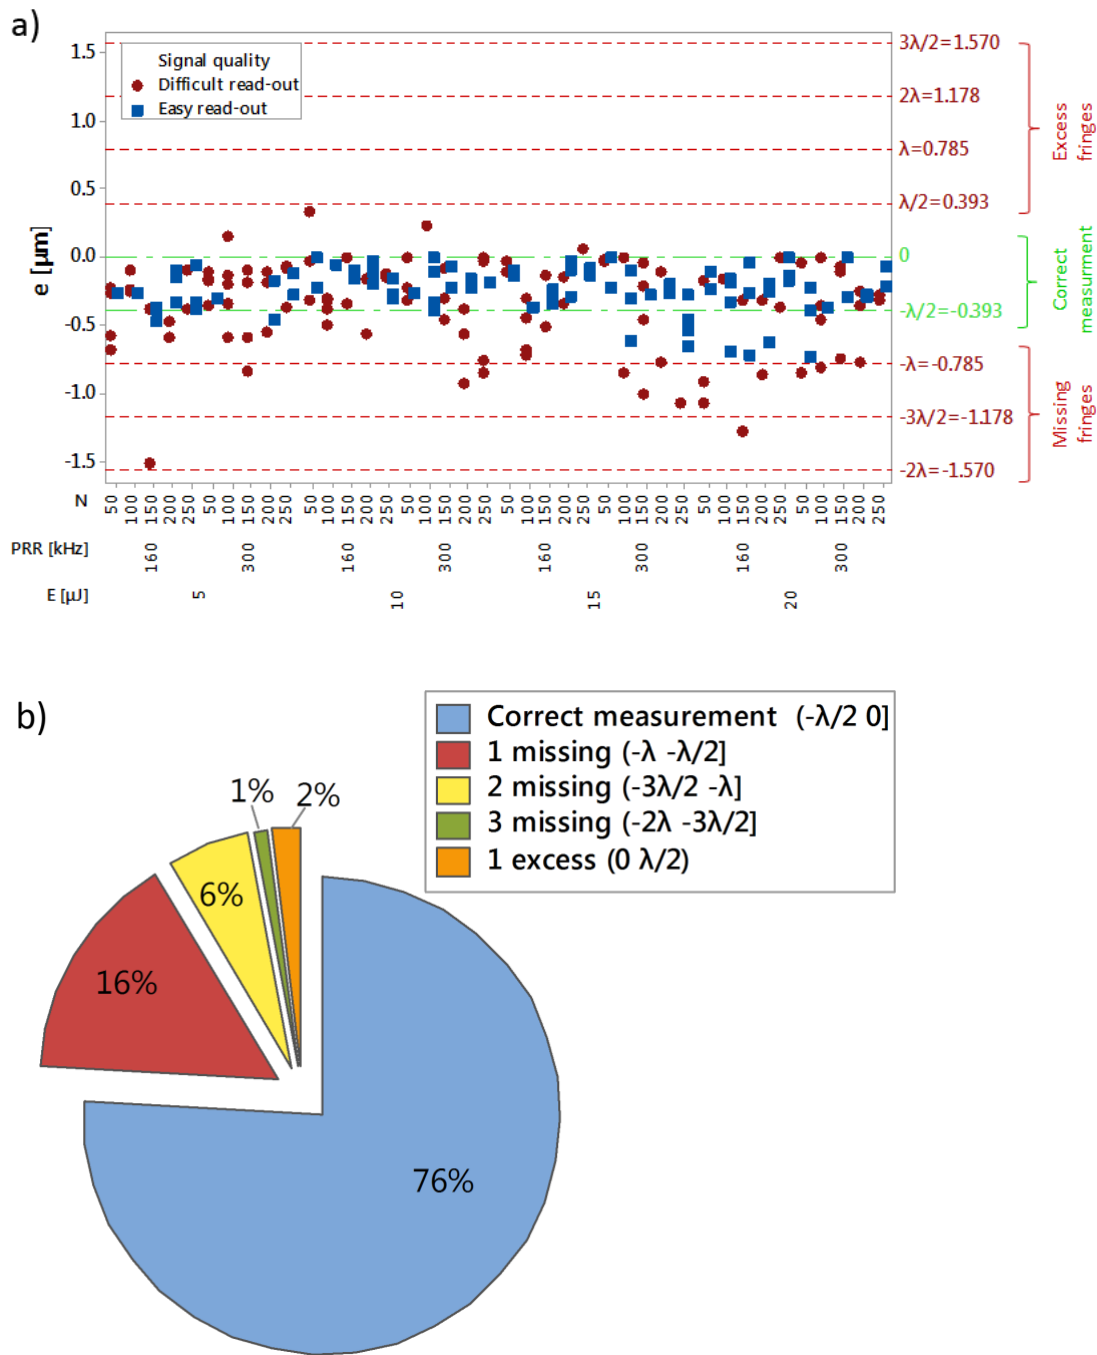 a)
1.5
1.0
0.5
0.0
-0.5
-1.0
-1.5
e [µm]
Signal quality
Difficult read-out
Easy read-out
3λ/2=1.570
2λ=1.178
λ=0.785
λ/2=0.393
0
-λ/2=-0.393
-λ=-0.785
-3λ/2=-1.178
-2λ=-1.570
Excess
fringes
Correct
measurment
Missing
fringes
N 50 100 150 200 250 50 100 150 200 250 50 100 150 200 250 50 100 150 200 250 50 100 150 200 250 50 100 150 200 250 50 100 150 200 250 50 100 150 200 250
PRR [kHz] 160 300 160 300 160 300 160 300
E [µJ] 5 10 15 20
b)
Correct measurement (-λ/2 0]
1 missing (-λ -λ/2]
2 missing (-3λ/2 -λ]
3 missing (-2λ -3λ/2]
1 excess (0 λ/2)
1%
2%
6%
16%
76%